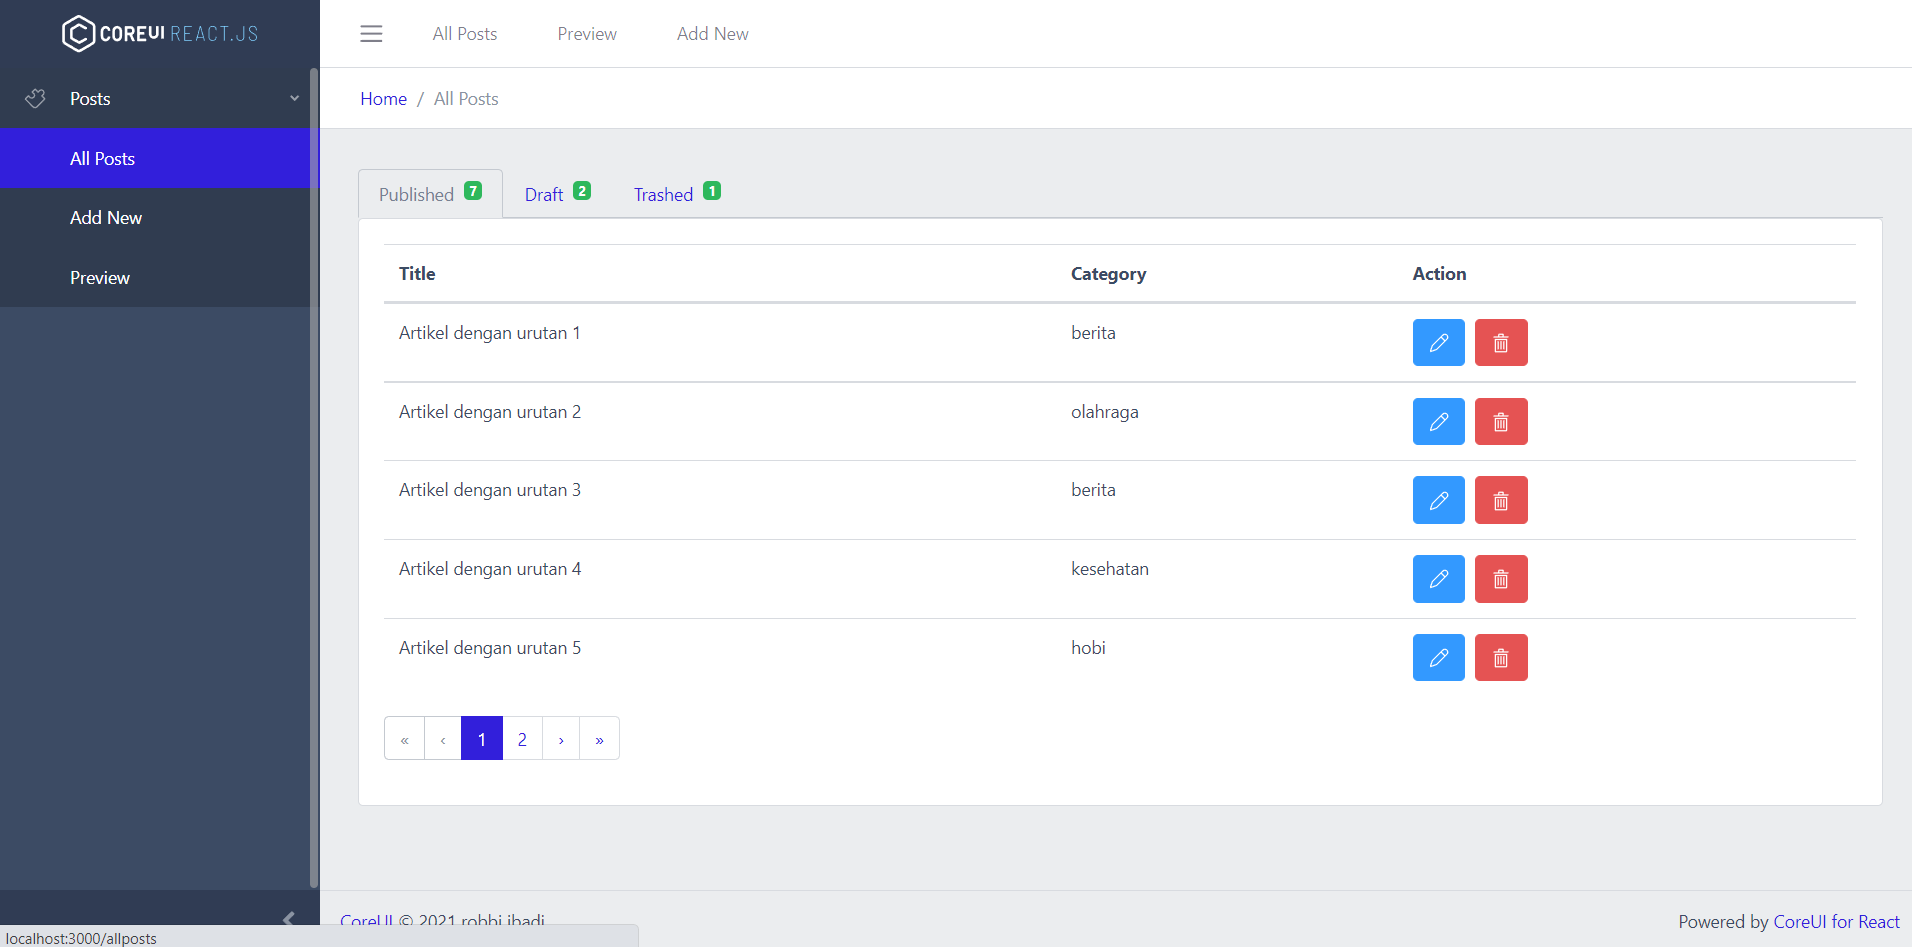 COREUI REACT.JS
All Posts
Preview
Add New
Posts
All Posts
Add New
Preview
Home / All Posts
Published 7
Draft 2
Trashed 1
Title Category Action
Artikel dengan urutan 1 berita
Artikel dengan urutan 2 olahraga
Artikel dengan urutan 3 berita
Artikel dengan urutan 4 kesehatan
Artikel dengan urutan 5 hobi
« ‹ 1 2 › »
CoreUI © 2021 robbi ibadi
Powered by CoreUI for React
localhost:3000/allposts